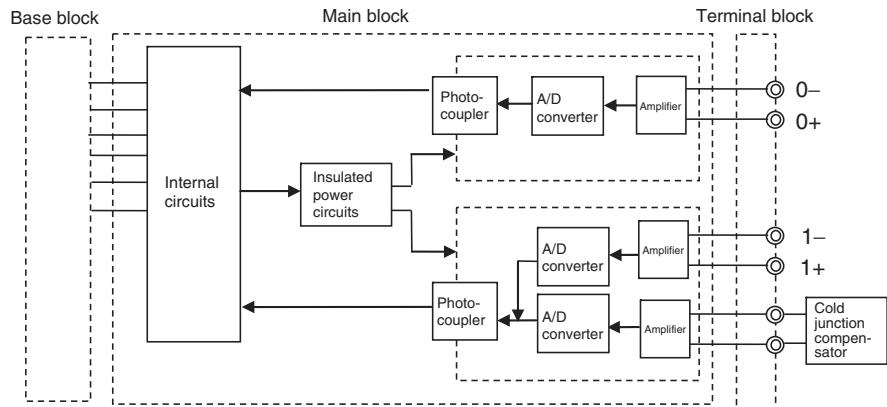 Base block
Main block
Terminal block
Photo-
coupler
A/D
converter
Amplifier
0–
0+
Internal
circuits
Insulated
power
circuits
A/D
converter
Amplifier
1–
1+
Photo-
coupler
A/D
converter
Amplifier
Cold
junction
compen-
sator